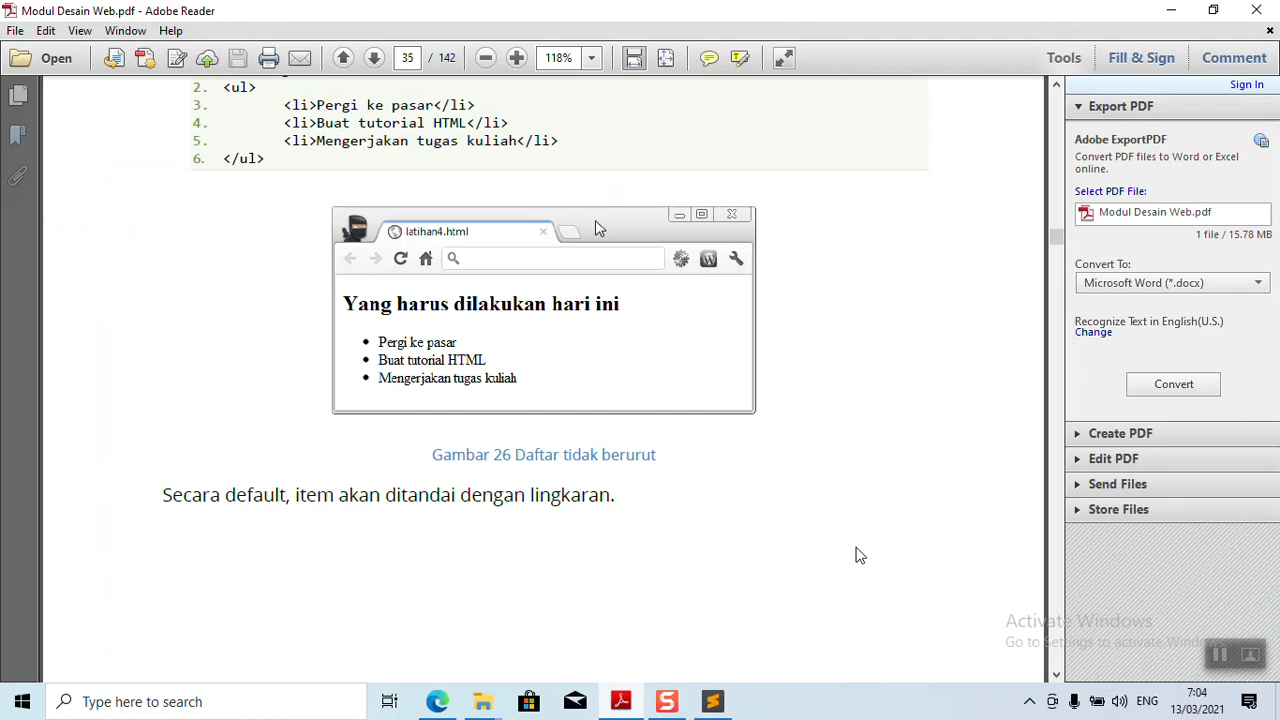 Modul Desain Web.pdf - Adobe Reader
File Edit View Window Help
Open 35 / 142 118% Tools Fill & Sign Comment
Sign In
2. <ul>
3. <li>Pergi ke pasar</li>
4. <li>Buat tutorial HTML</li>
5. <li>Mengerjakan tugas kuliah</li>
6. </ul>
latihan4.html
Yang harus dilakukan hari ini
• Pergi ke pasar
• Buat tutorial HTML
• Mengerjakan tugas kuliah
Gambar 26 Daftar tidak berurut
Secara default, item akan ditandai dengan lingkaran.
Export PDF
Adobe ExportPDF
Convert PDF files to Word or Excel
online.
Select PDF File:
Modul Desain Web.pdf
1 file / 15.78 MB
Convert To:
Microsoft Word (*.docx)
Recognize Text in English(U.S.)
Change
Convert
Create PDF
Edit PDF
Send Files
Store Files
Activate Windows
Go to Settings to activate Windows.
Type here to search
ENG
7:04
13/03/2021